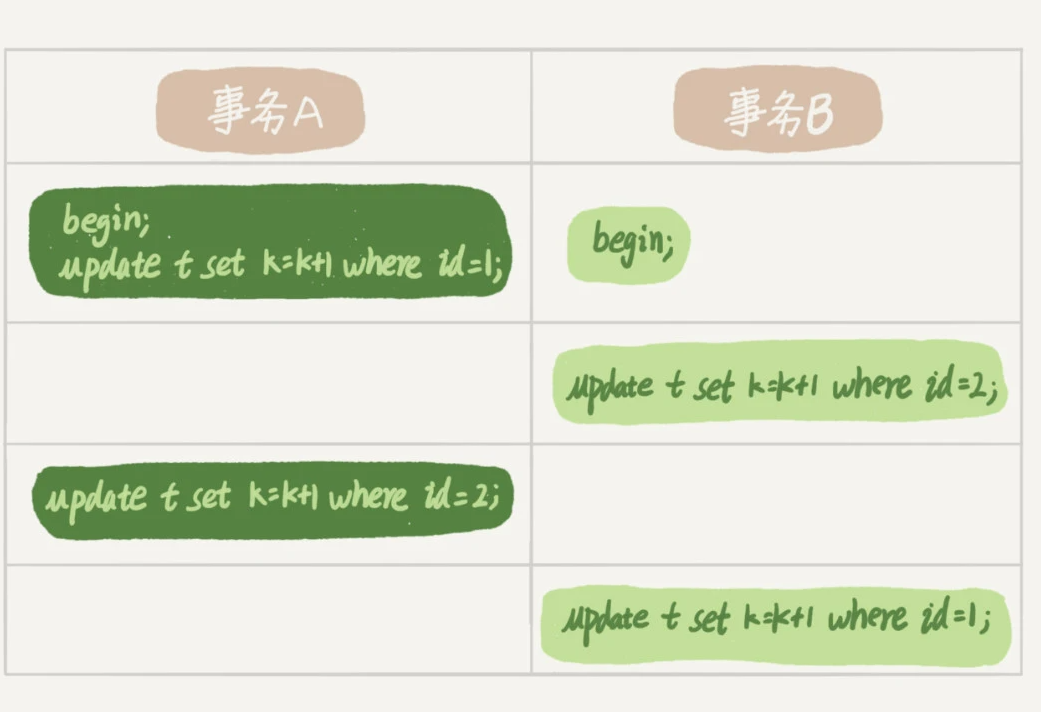 事务A
事务B
begin;
update t set k=k+1 where id=1;
begin;
update t set k=k+1 where id=2;
update t set k=k+1 where id=2;
update t set k=k+1 where id=1;